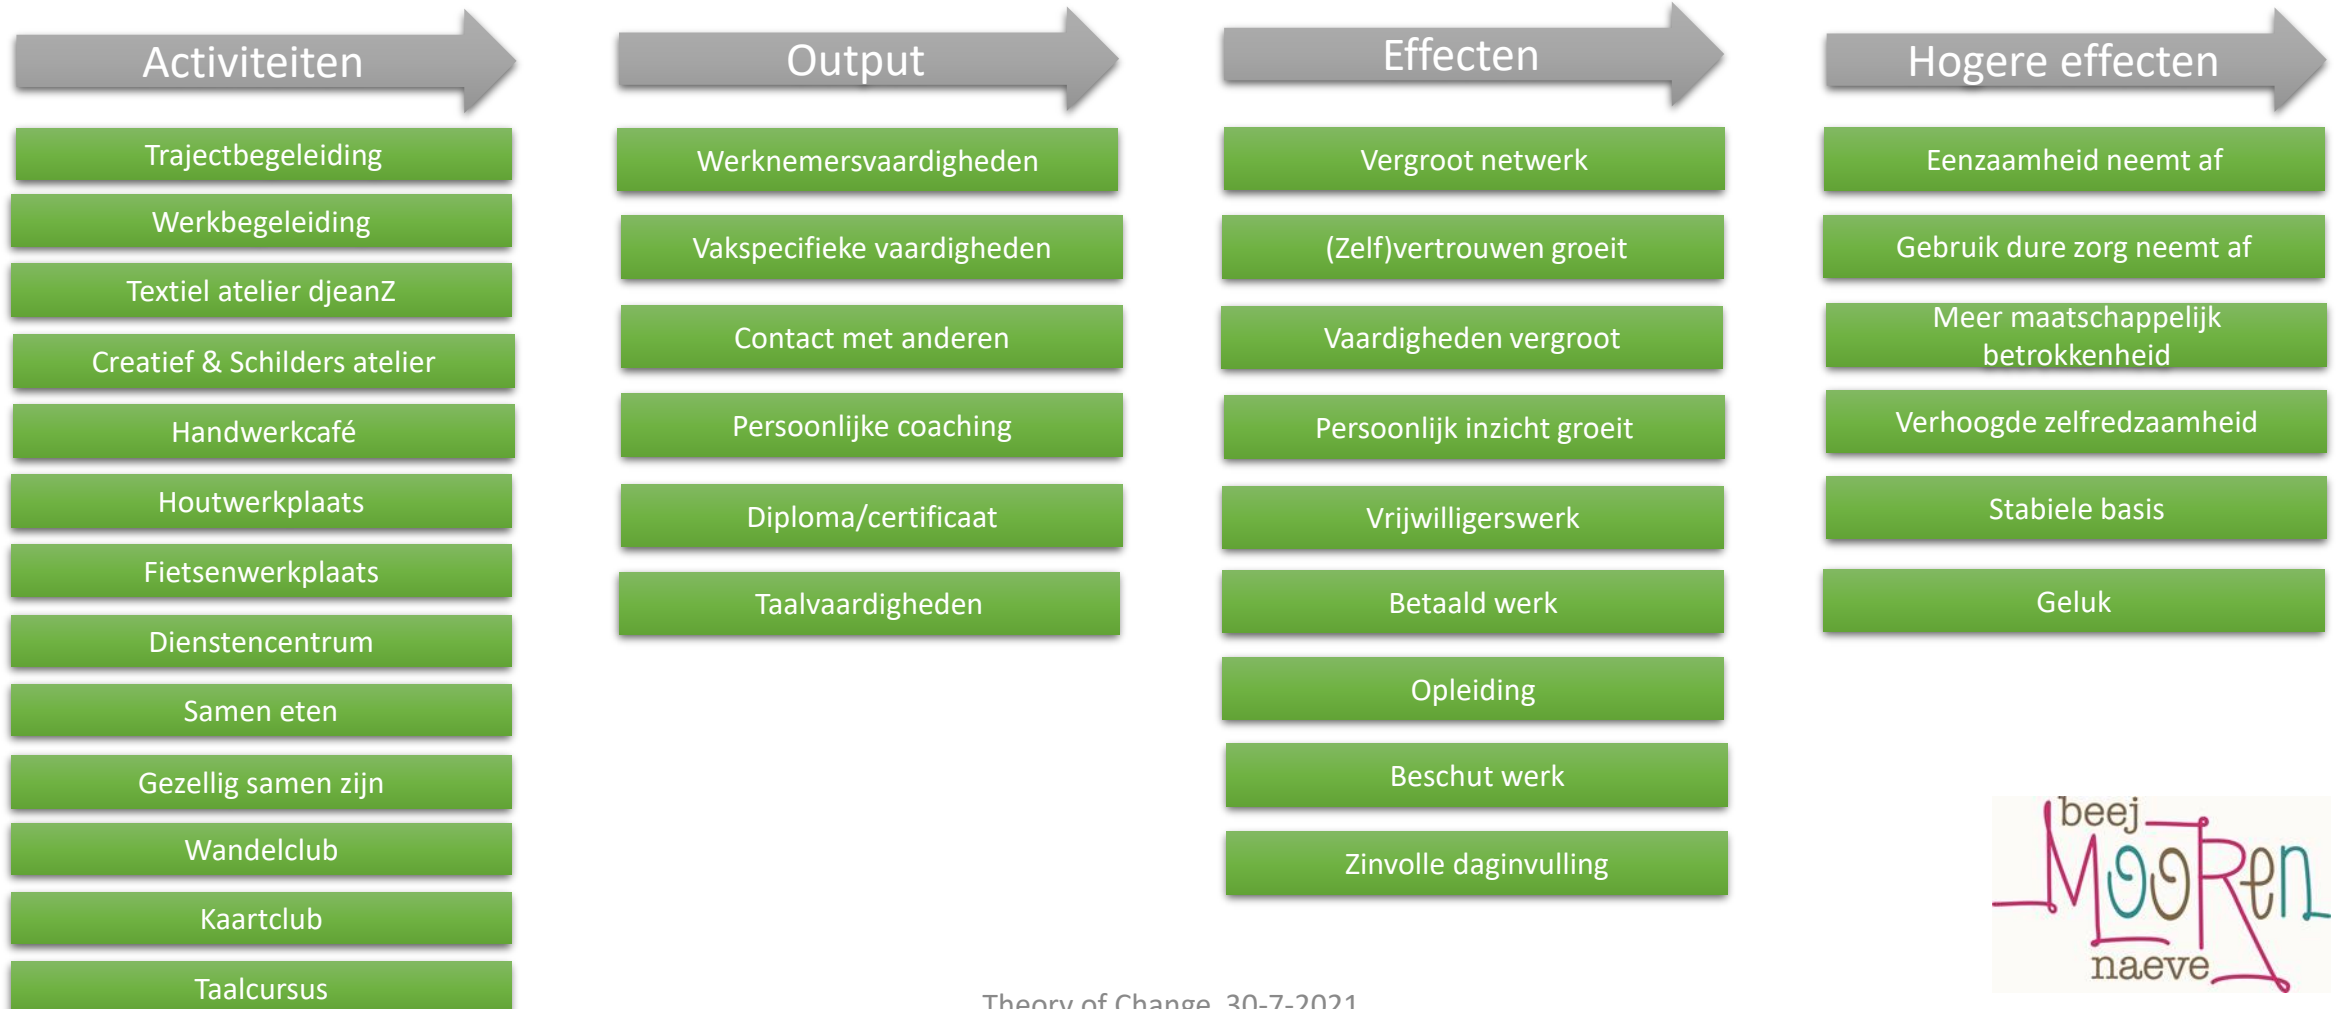 Activiteiten
Trajectbegeleiding
Werkbegeleiding
Textiel atelier djeanZ
Creatief & Schilders atelier
Handwerkcafé
Houtwerkplaats
Fietsenwerkplaats
Dienstencentrum
Samen eten
Gezellig samen zijn
Wandelclub
Kaartclub
Taalcursus
Output
Werknemersvaardigheden
Vakspecifieke vaardigheden
Contact met anderen
Persoonlijke coaching
Diploma/certificaat
Taalvaardigheden
Effecten
Vergroot netwerk
(Zelf)vertrouwen groeit
Vaardigheden vergroot
Persoonlijk inzicht groeit
Vrijwilligerswerk
Betaald werk
Opleiding
Beschut werk
Zinvolle daginvulling
Hogere effecten
Eenzaamheid neemt af
Gebruik dure zorg neemt af
Meer maatschappelijk
betrokkenheid
Verhoogde zelfredzaamheid
Stabiele basis
Geluk
beej
MOOREn
naeve
Theory of Change 30-7-2021